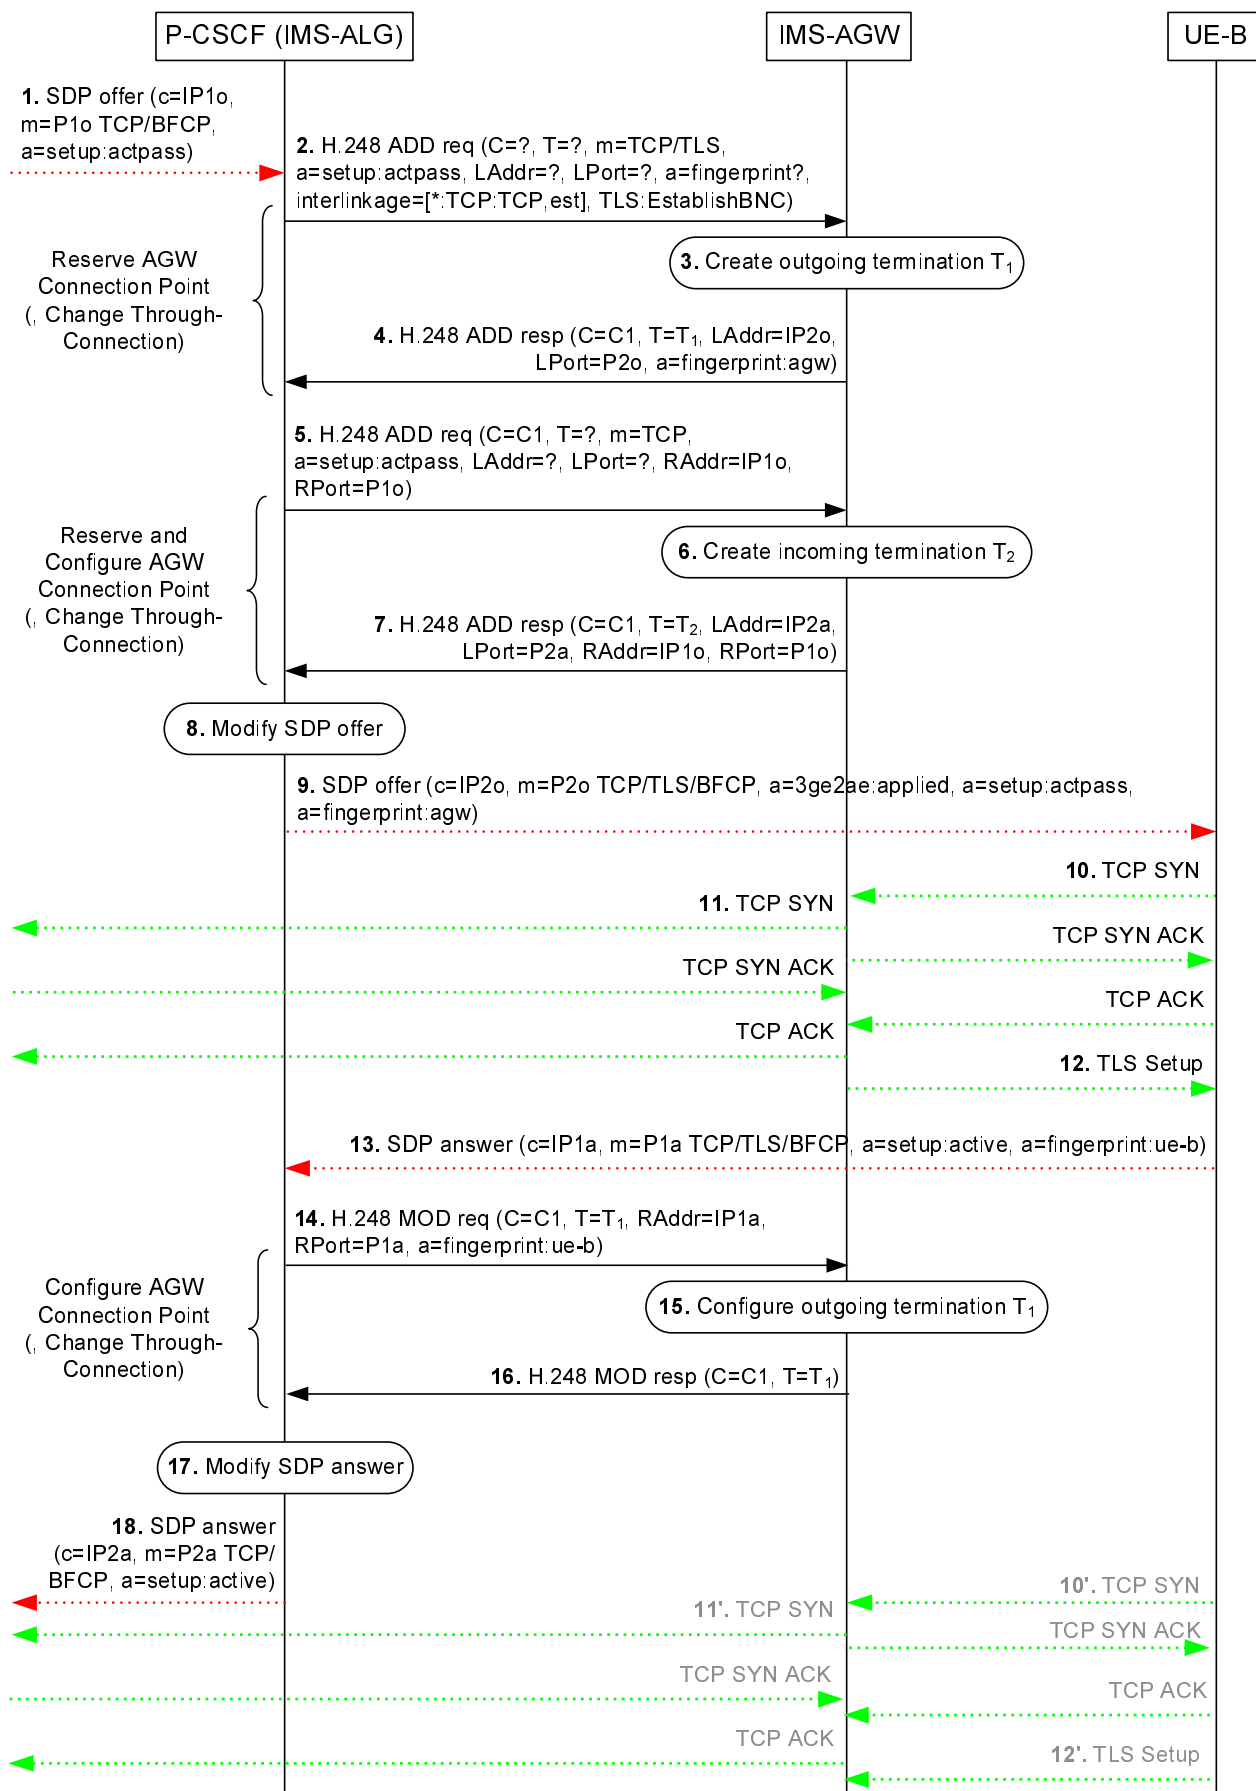 P-CSCF (IMS-ALG)
IMS-AGW
UE-B
1. SDP offer (c=IP1o,
m=P1o TCP/BFCP,
a=setup:actpass)
2. H.248 ADD req (C=?, T=?, m=TCP/TLS,
a=setup:actpass, LAddr=?, LPort=?, a=fingerprint?,
interlinkage=[*:TCP:TCP,est], TLS:EstablishBNC)
Reserve AGW
Connection Point
(, Change Through-
Connection)
3. Create outgoing termination T1
4. H.248 ADD resp (C=C1, T=T1, LAddr=IP2o,
LPort=P2o, a=fingerprint:agw)
5. H.248 ADD req (C=C1, T=?, m=TCP,
a=setup:actpass, LAddr=?, LPort=?, RAddr=IP1o,
RPort=P1o)
Reserve and
Configure AGW
Connection Point
(, Change Through-
Connection)
6. Create incoming termination T2
7. H.248 ADD resp (C=C1, T=T2, LAddr=IP2a,
LPort=P2a, RAddr=IP1o, RPort=P1o)
8. Modify SDP offer
9. SDP offer (c=IP2o, m=P2o TCP/TLS/BFCP, a=3ge2ae:applied, a=setup:actpass,
a=fingerprint:agw)
10. TCP SYN
11. TCP SYN
TCP SYN ACK
TCP SYN ACK
TCP ACK
TCP ACK
12. TLS Setup
13. SDP answer (c=IP1a, m=P1a TCP/TLS/BFCP, a=setup:active, a=fingerprint:ue-b)
14. H.248 MOD req (C=C1, T=T1, RAddr=IP1a,
RPort=P1a, a=fingerprint:ue-b)
Configure AGW
Connection Point
(, Change Through-
Connection)
15. Configure outgoing termination T1
16. H.248 MOD resp (C=C1, T=T1)
17. Modify SDP answer
18. SDP answer
(c=IP2a, m=P2a TCP/
BFCP, a=setup:active)
10'. TCP SYN
11'. TCP SYN
TCP SYN ACK
TCP SYN ACK
TCP ACK
TCP ACK
12'. TLS Setup